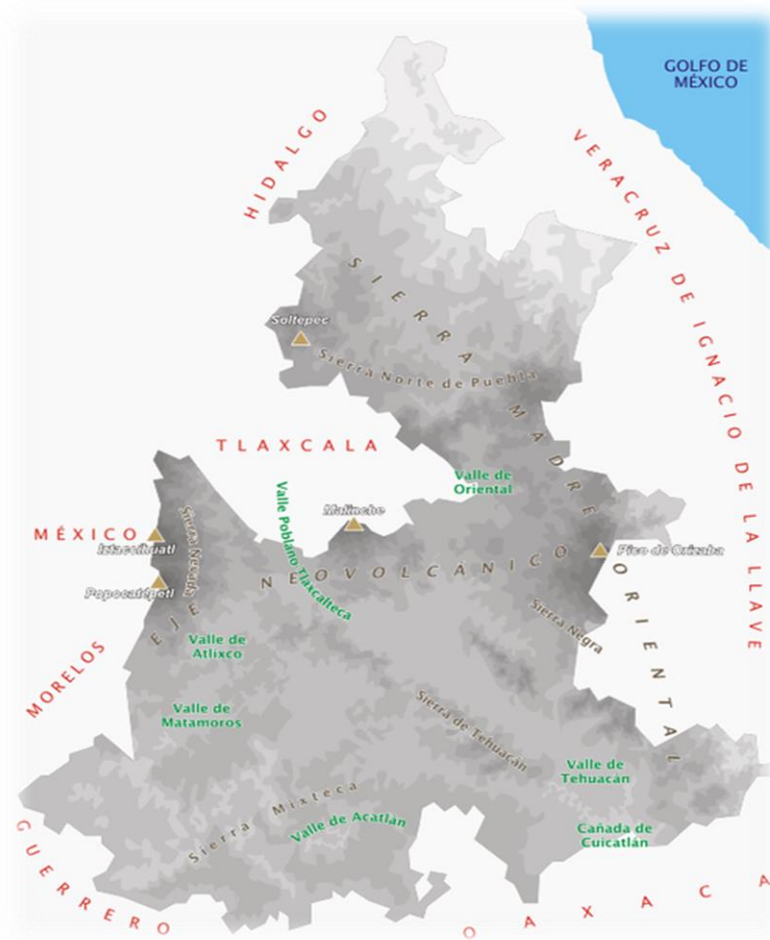 GOLFO DE
MÉXICO
HIDALGO
VERACRUZ DE IGNACIO DE LA LLAVE
SIERRA MADRE ORIENTAL
Soltepec
Sierra Norte de Puebla
TLAXCALA
Valle de
Oriental
Valle Poblano Tlaxcalteca
Malinche
MÉXICO
Sierra Nevada
Iztaccíhuatl
Pico de Orizaba
EJE NEOVOLCÁNICO
Popocatépetl
Sierra Negra
Valle de
Atlixco
MORELOS
Valle de
Matamoros
Sierra de Tehuacán
Valle de
Tehuacán
Sierra Mixteca
Valle de Acatlán
Cañada de
Cuicatlán
GUERRERO
OAXACA